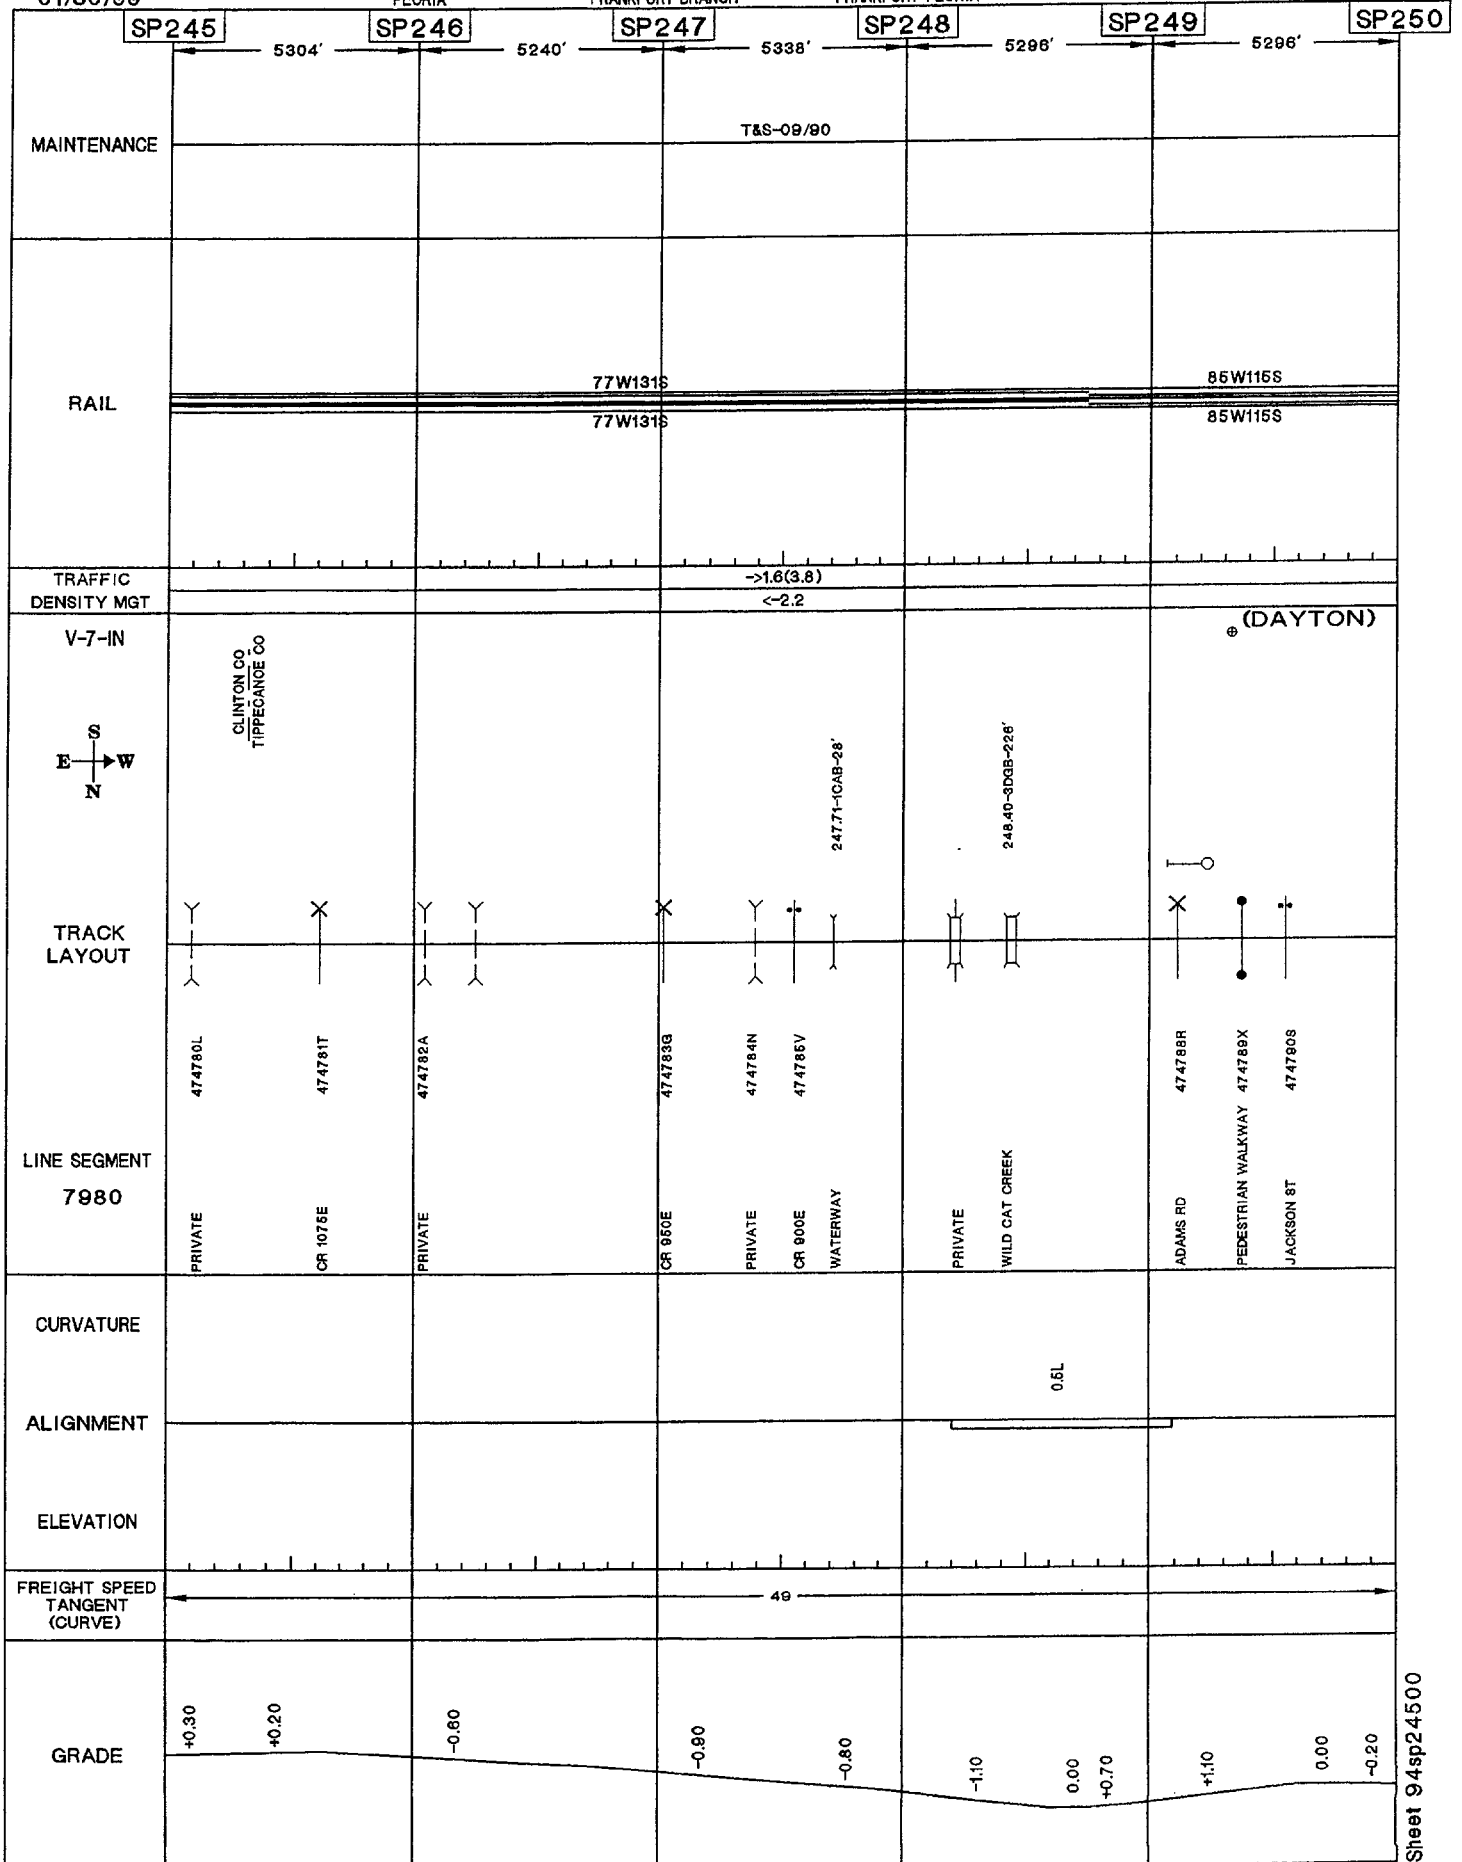 SP245 SP246 SP247 SP248 SP249 SP250
5304' 5240' 5338' 5296' 5296'
MAINTENANCE
T&S-09/90
RAIL
77W131S 85W115S
77W131S 85W115S
TRAFFIC
DENSITY MGT
->1.6(3.8)
<-2.2
V-7-IN
CLINTON CO
TIPPECANOE CO
(DAYTON)
S
E W
N
247.71-1CAB-28'
248.40-3DGB-226'
TRACK
LAYOUT
474780L
474781T
474782A
474783G
474784N
474785V
474788R
474789X
474790S
LINE SEGMENT
7980
PRIVATE
CR 1075E
PRIVATE
CR 950E
PRIVATE
CR 900E
WATERWAY
PRIVATE
WILD CAT CREEK
ADAMS RD
PEDESTRIAN WALKWAY
JACKSON ST
CURVATURE
0.5L
ALIGNMENT
ELEVATION
FREIGHT SPEED
TANGENT
(CURVE)
49
GRADE
+0.30
+0.20
-0.60
-0.90
-0.80
-1.10
0.00
+0.70
+1.10
0.00
-0.20
Sheet 94sp24500